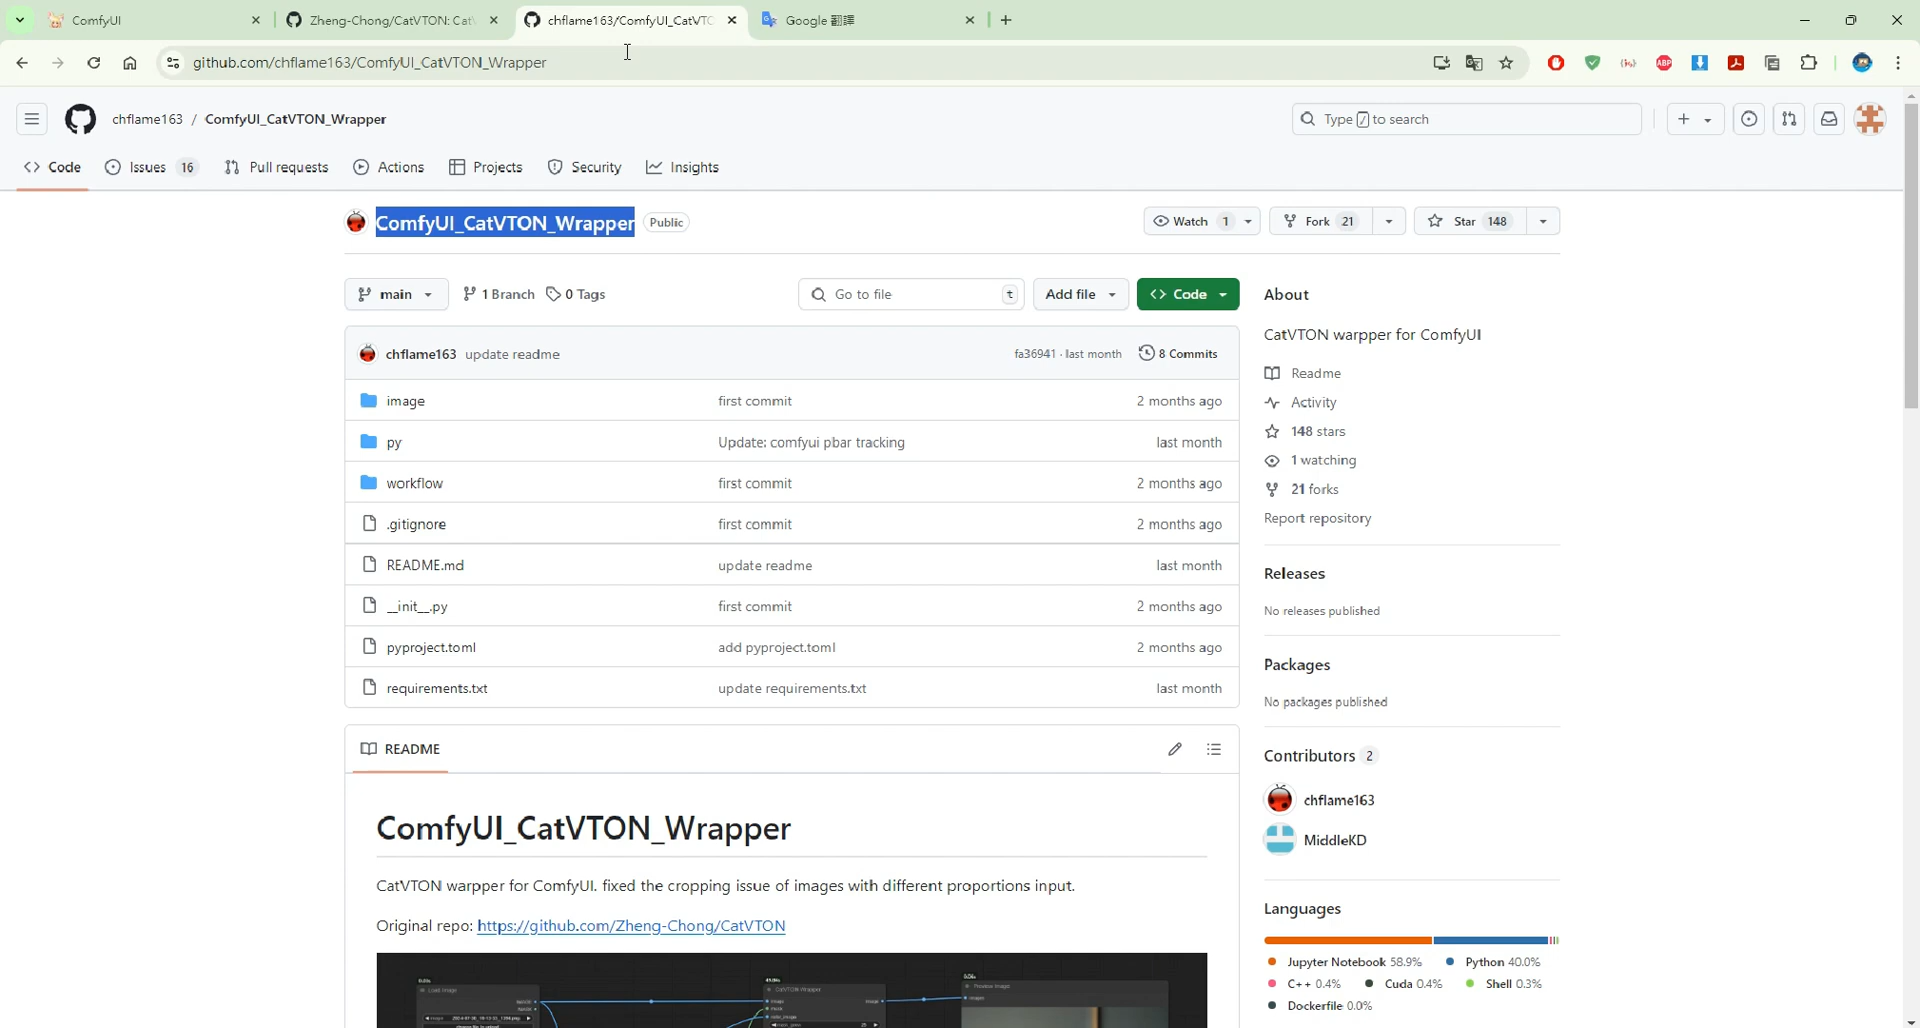 ComfyUI
Zheng-Chong/CatVTON: Cat
chflame163/ComfyUI_CatVTO
Google 翻譯
github.com/chflame163/ComfyUI_CatVTON_Wrapper
chflame163 / ComfyUI_CatVTON_Wrapper
Type / to search
Code
Issues 16
Pull requests
Actions
Projects
Security
Insights
ComfyUI_CatVTON_Wrapper Public
Watch 1
Fork 21
Star 148
main
1 Branch
0 Tags
Go to file t
Add file
Code
chflame163 update readme fa36941 · last month 8 Commits
image first commit 2 months ago
py Update: comfyui pbar tracking last month
workflow first commit 2 months ago
.gitignore first commit 2 months ago
README.md update readme last month
__init__.py first commit 2 months ago
pyproject.toml add pyproject.toml 2 months ago
requirements.txt update requirements.txt last month
README
ComfyUI_CatVTON_Wrapper
CatVTON warpper for ComfyUI. fixed the cropping issue of images with different proportions input.
Original repo: https://github.com/Zheng-Chong/CatVTON
Load Image
CatVTON Wrapper
Preview Image
About
CatVTON warpper for ComfyUI
Readme
Activity
148 stars
1 watching
21 forks
Report repository
Releases
No releases published
Packages
No packages published
Contributors 2
chflame163
MiddleKD
Languages
Jupyter Notebook 58.9%
Python 40.0%
C++ 0.4%
Cuda 0.4%
Shell 0.3%
Dockerfile 0.0%